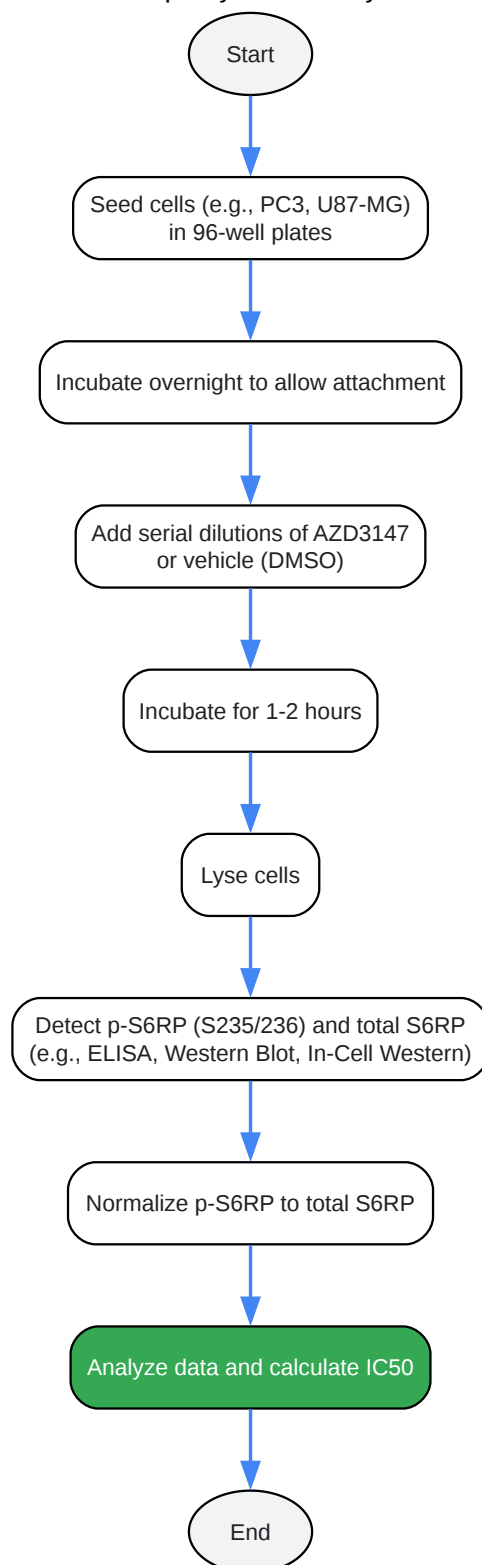 Start
Seed cells (e.g., PC3, U87-MG)
in 96-well plates
Incubate overnight to allow attachment
Add serial dilutions of AZD3147
or vehicle (DMSO)
Incubate for 1-2 hours
Lyse cells
Detect p-S6RP (S235/236) and total S6RP
(e.g., ELISA, Western Blot, In-Cell Western)
Normalize p-S6RP to total S6RP
Analyze data and calculate IC50
End